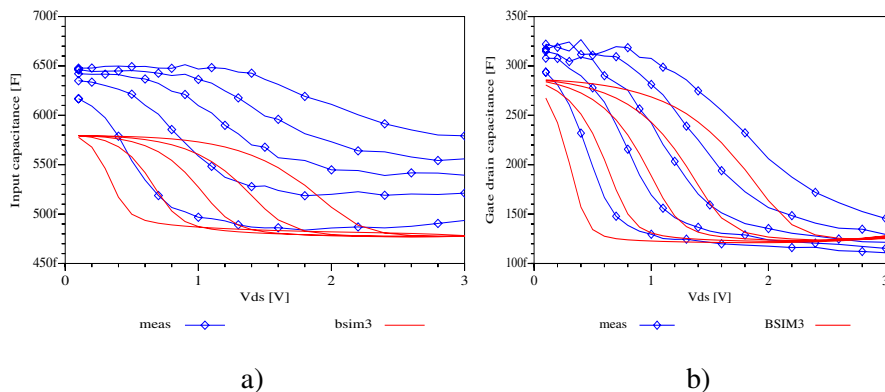 700f
650f
600f
550f
500f
450f
Input capacitance [F]
0
1
2
3
Vds [V]
meas
bsim3
a)
350f
300f
250f
200f
150f
100f
Gate drain capacitance [F]
0
1
2
3
Vds [V]
meas
BSIM3
b)